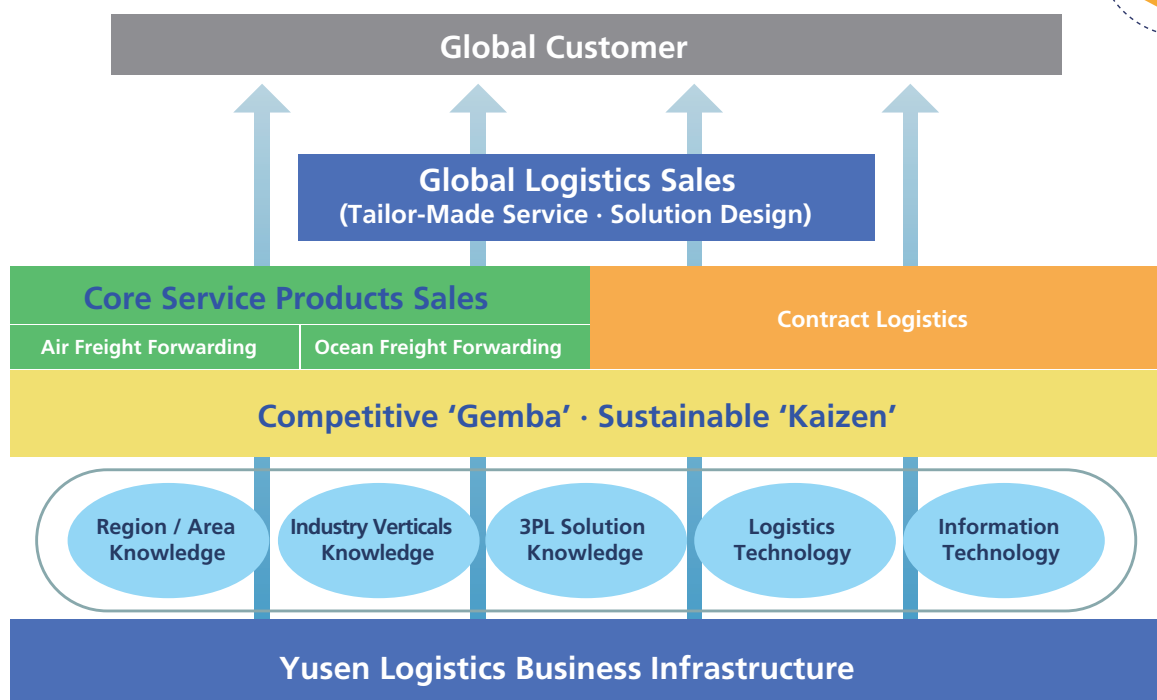 Global Customer
Global Logistics Sales
(Tailor-Made Service · Solution Design)
Core Service Products Sales
Air Freight Forwarding
Ocean Freight Forwarding
Contract Logistics
Competitive ‘Gemba’ · Sustainable ‘Kaizen’
Region / Area
Knowledge
Industry Verticals
Knowledge
3PL Solution
Knowledge
Logistics
Technology
Information
Technology
Yusen Logistics Business Infrastructure